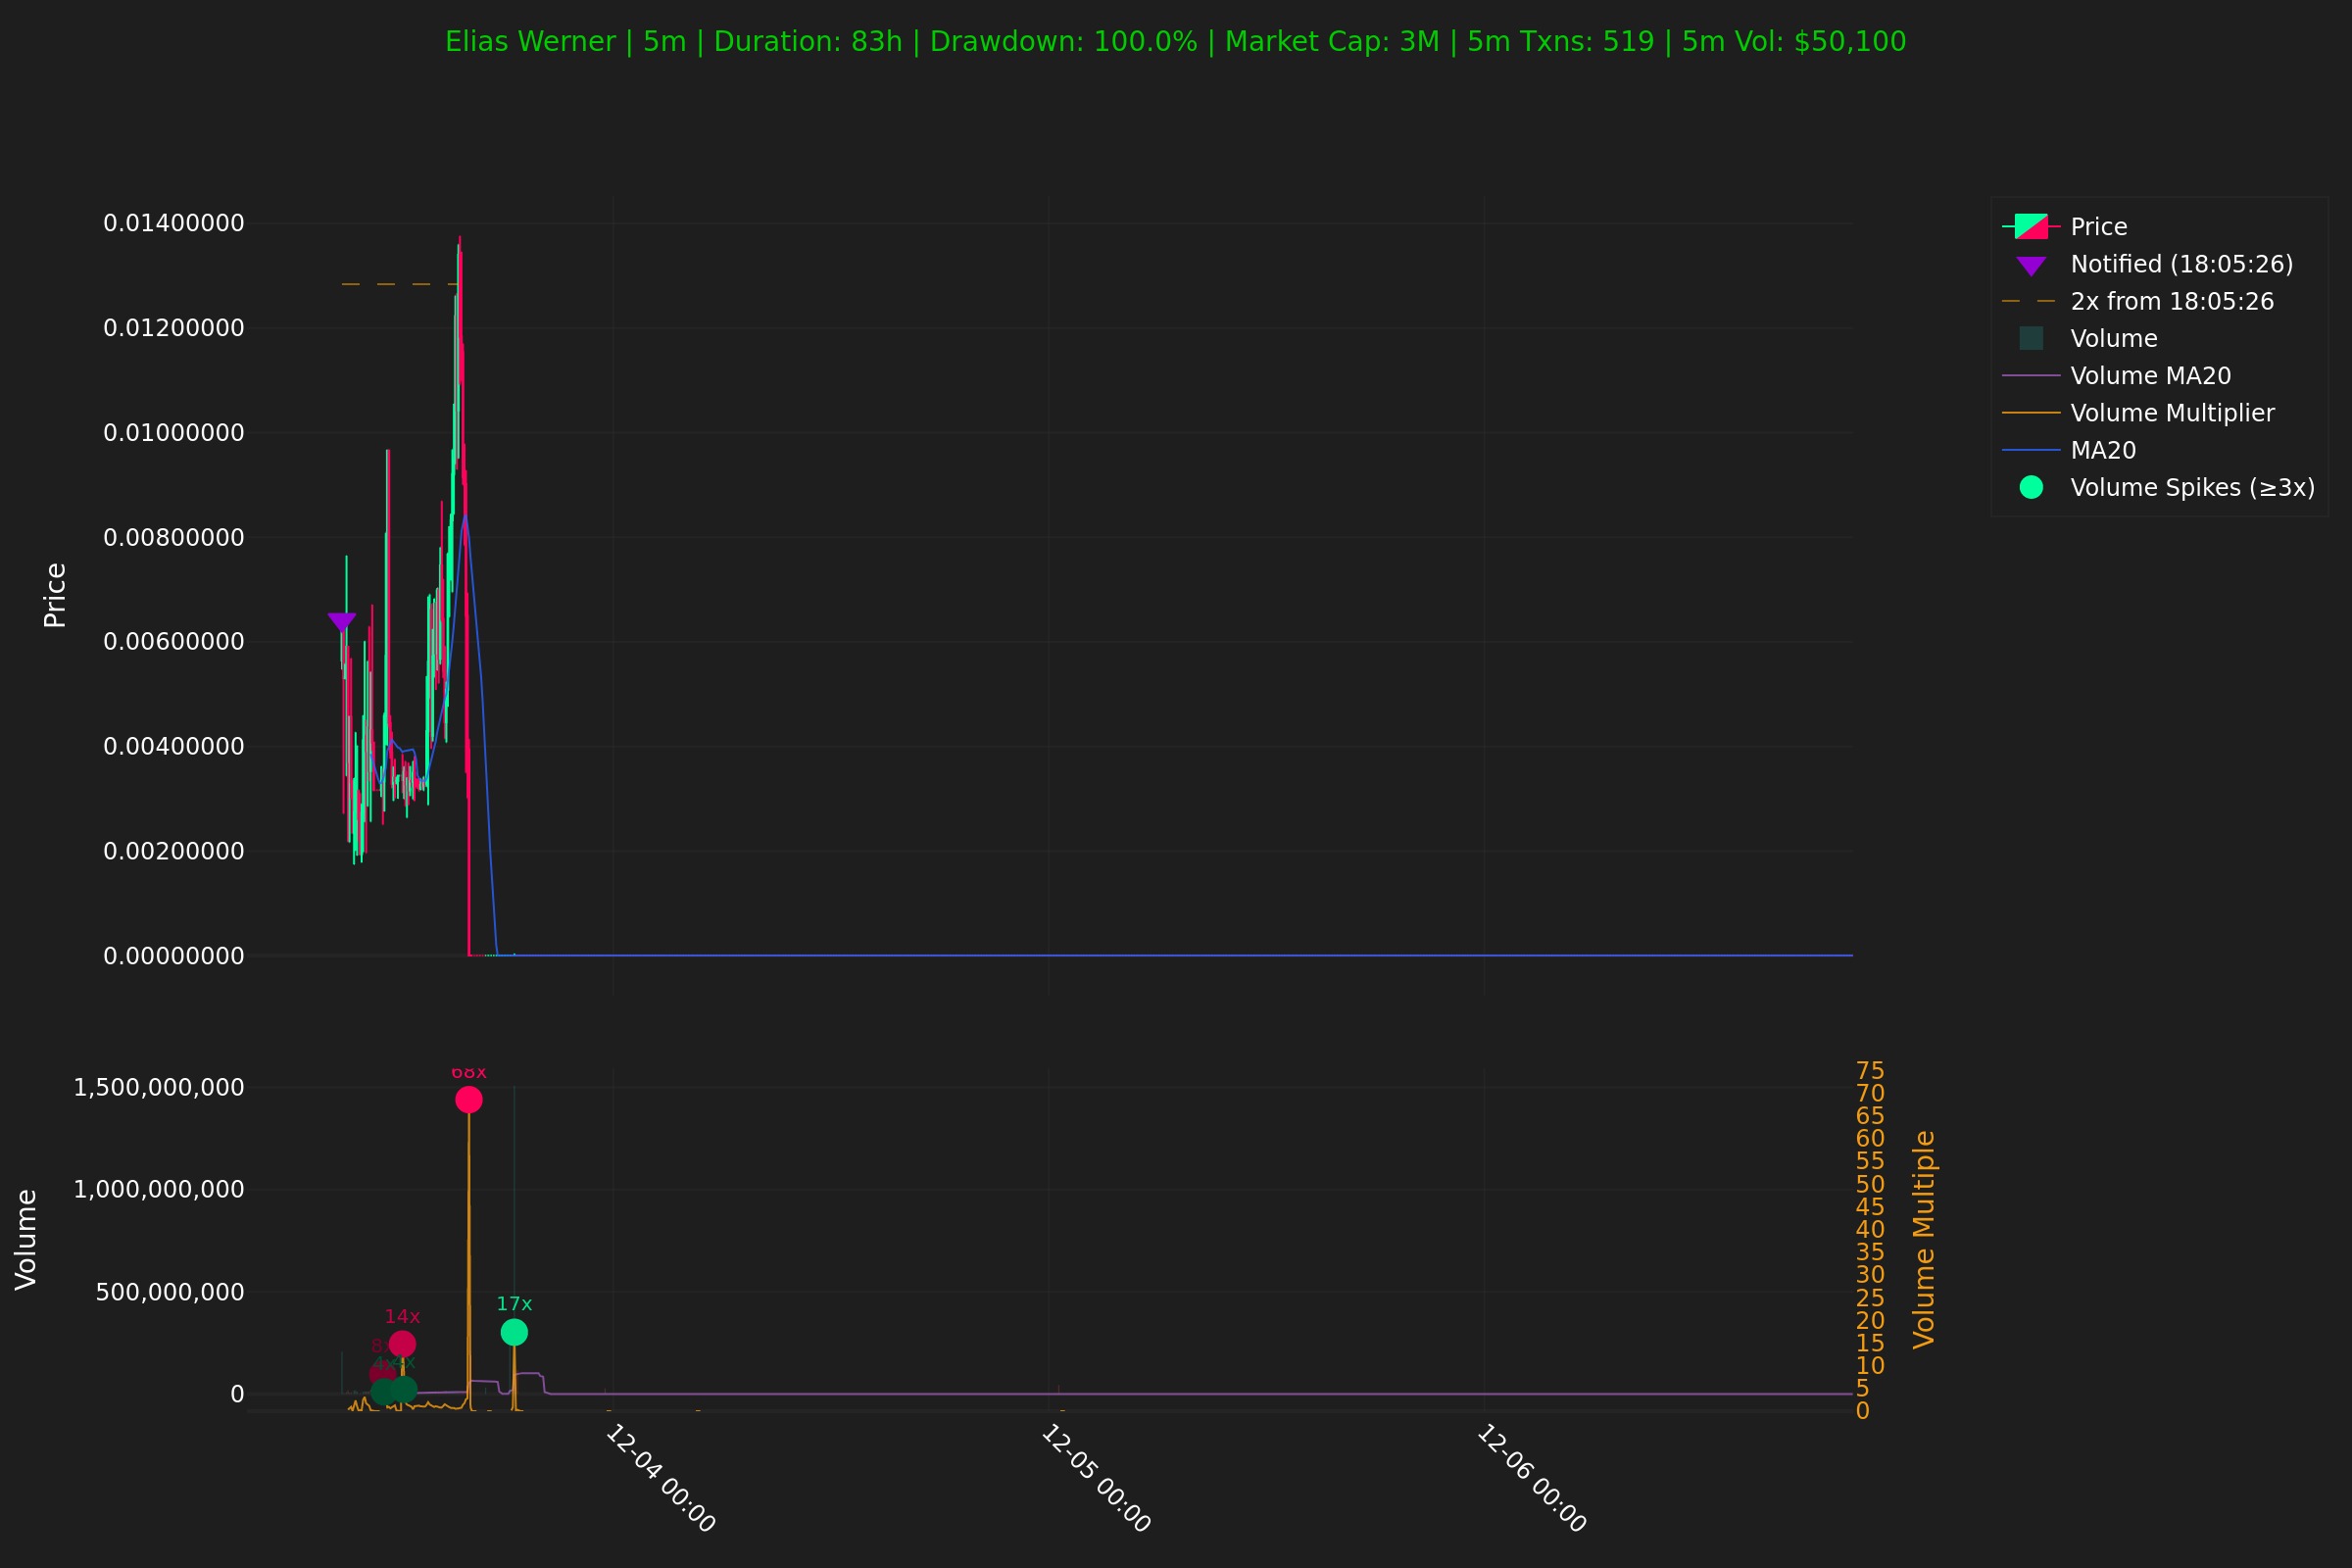 Elias Werner | 5m | Duration: 83h | Drawdown: 100.0% | Market Cap: 3M | 5m Txns: 519 | 5m Vol: $50,100
Price
0.01400000
0.01200000
0.01000000
0.00800000
0.00600000
0.00400000
0.00200000
0.00000000
Price
Notified (18:05:26)
2x from 18:05:26
Volume
Volume MA20
Volume Multiplier
MA20
Volume Spikes (≥3x)
Volume
1,500,000,000
1,000,000,000
500,000,000
0
68x
17x
14x
8x
4x
4x
75
70
65
60
55
50
45
40
35
30
25
20
15
10
5
0
Volume Multiple
12-04 00:00
12-05 00:00
12-06 00:00